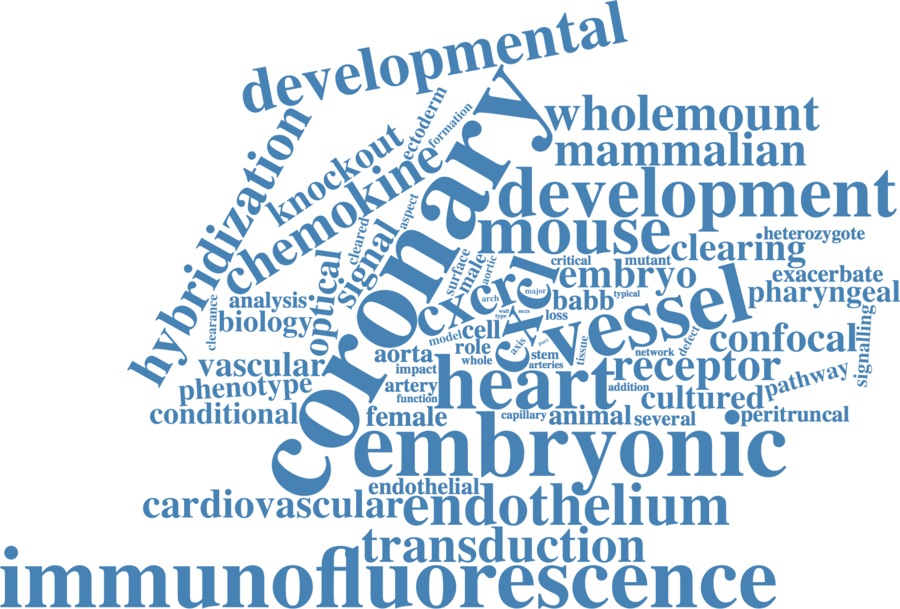 developmental
hybridization
knockout
ectoderm
formation
wholemount
mammalian
chemokine
coronary
development
aspect
cleared
signal
mouse
clearing
heterozygote
optical
surface
male
aortic
critical
mutant
embryo
exacerbate
pharyngeal
analysis
clearance
biology
cxcr
arch
cxcl
major
babb
typical
vessel
signalling
wall
type
nccs
loss
model
cell
confocal
defect
role
whole
axis
part
tissue
network
vascular
aorta
impact
stem
arteries
receptor
phenotype
artery
function
heart
addition
cultured
pathway
conditional
female
capillary
animal
several
peritruncal
embryonic
endothelial
cardiovascular
endothelium
transduction
immunofluorescence